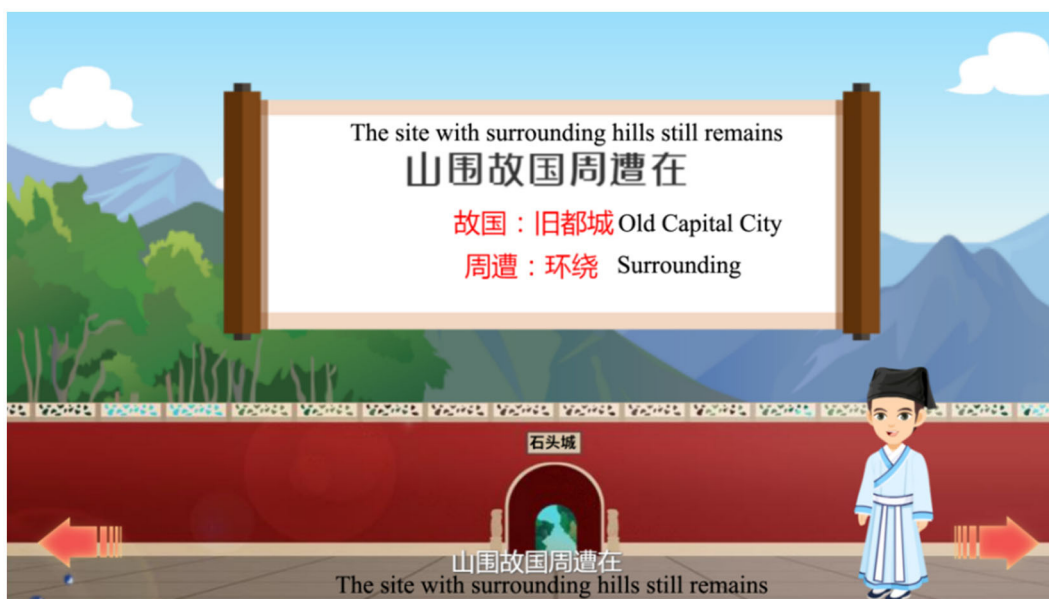 The site with surrounding hills still remains
山围故国周遭在
故国：旧都城 Old Capital City
周遭：环绕 Surrounding
石头城
山围故国周遭在
The site with surrounding hills still remains